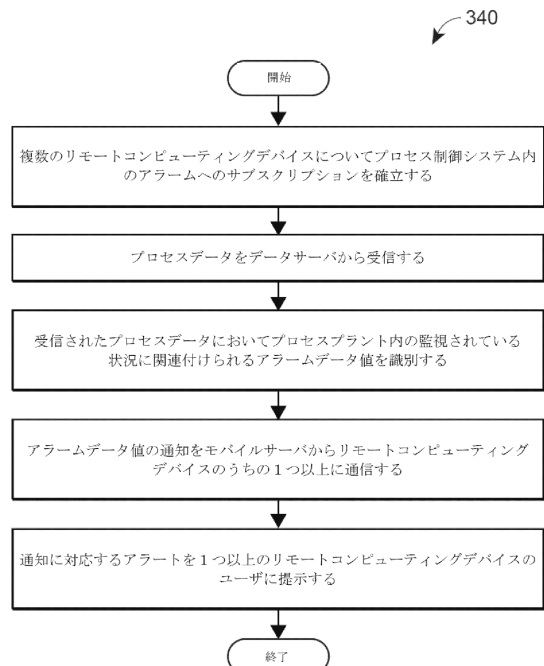 340
開始
複数のリモートコンピューティングデバイスについてプロセス制御システム内
のアラームへのサブスクリプションを確立する
プロセスデータをデータサーバから受信する
受信されたプロセスデータにおいてプロセスプラント内の監視されている
状況に関連付けられるアラームデータ値を識別する
アラームデータ値の通知をモバイルサーバからリモートコンピューティング
デバイスのうちの1つ以上に通信する
通知に対応するアラートを1つ以上のリモートコンピューティングデバイスの
ユーザに提示する
終了